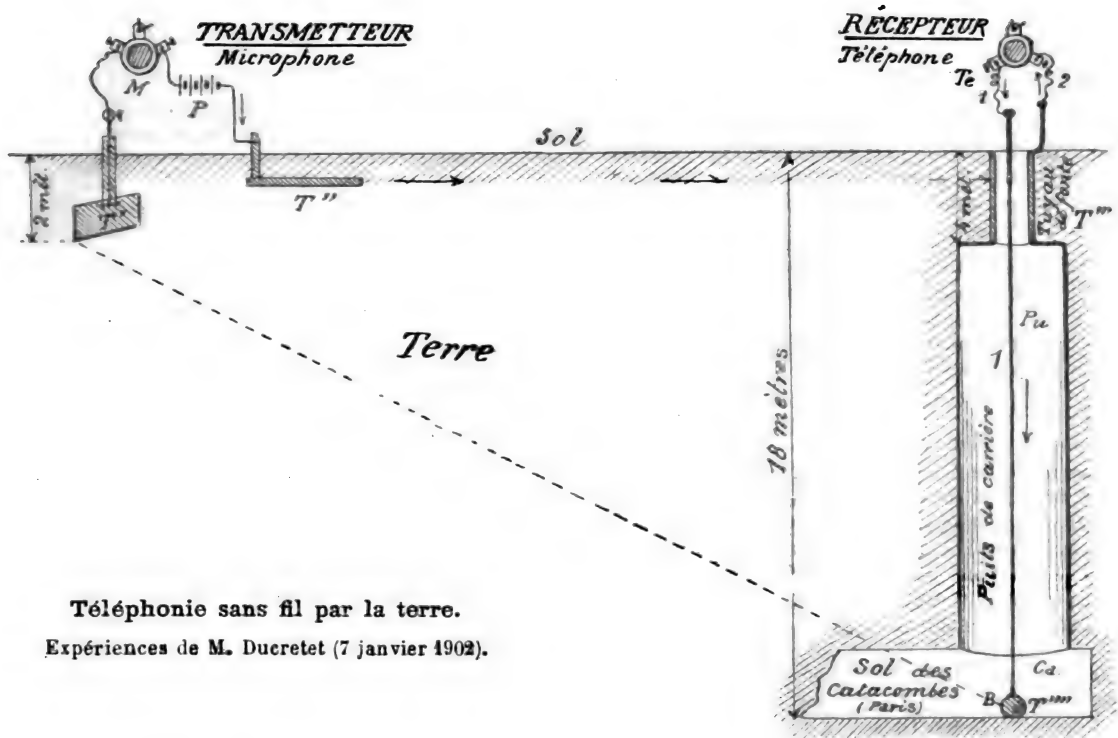 TRANSMETTEUR
Microphone
M
P
RÉCEPTEUR
Téléphone
Te
1
2
Sol
2 mèt.
T'
T"
4 mèt.
Tuyau
de fonte
T'''
Terre
18 mètres
Pu
1
Puits de carrière
Téléphonie sans fil par la terre.
Expériences de M. Ducretet (7 janvier 1902).
Sol des
Catacombes
(Paris)
Ca
B
T''''